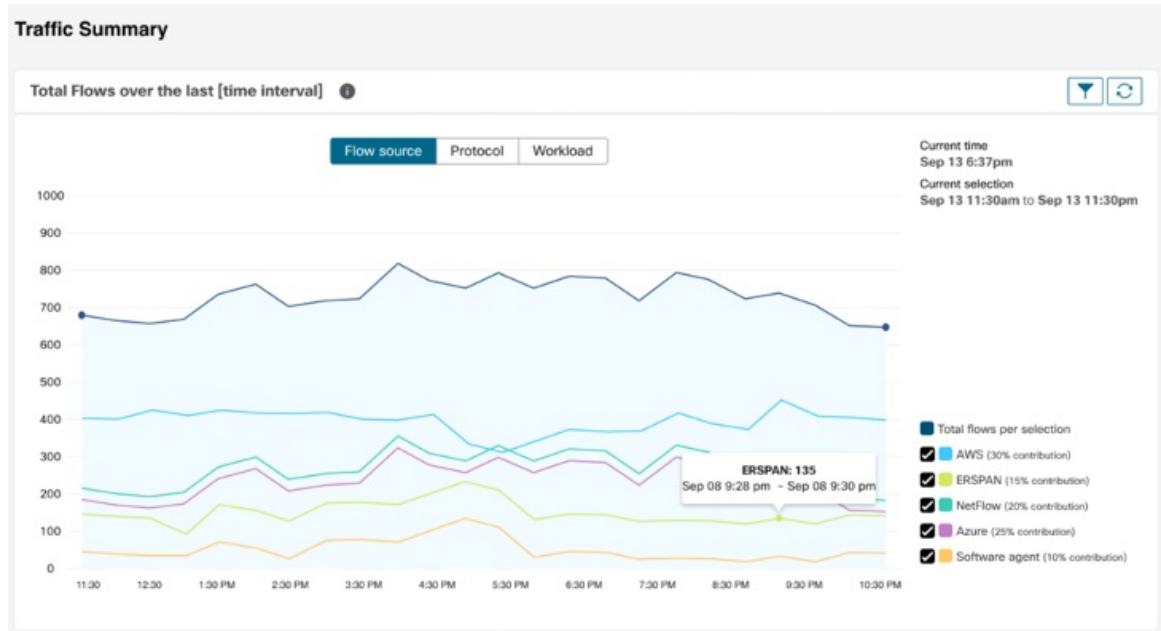 Traffic Summary
Total Flows over the last [time interval]
Flow source Protocol Workload
Current time
Sep 13 6:37pm
Current selection
Sep 13 11:30am to Sep 13 11:30pm
1000
900
800
700
600
500
400
300
200
100
0
ERSPAN: 135
Sep 08 9:28 pm - Sep 08 9:30 pm
Total flows per selection
AWS (30% contribution)
ERSPAN (15% contribution)
NetFlow (20% contribution)
Azure (25% contribution)
Software agent (10% contribution)
11:30 12:30 1:30 PM 2:30 PM 3:30 PM 4:30 PM 5:30 PM 6:30 PM 7:30 PM 8:30 PM 9:30 PM 10:30 PM